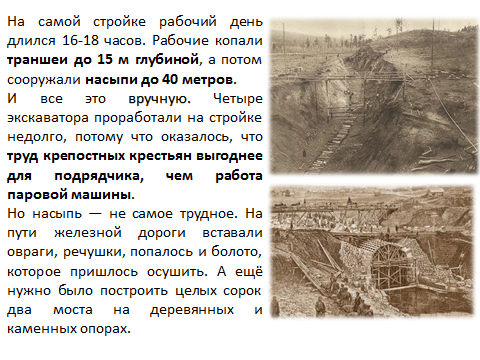 На самой стройке рабочий день
длился 16-18 часов. Рабочие копали
траншеи до 15 м глубиной, а потом
сооружали насыпи до 40 метров.
И все это вручную. Четыре
экскаватора проработали на стройке
недолго, потому что оказалось, что
труд крепостных крестьян выгоднее
для подрядчика, чем работа
паровой машины.
Но насыпь — не самое трудное. На
пути железной дороги вставали
овраги, речушки, попалось и болото,
которое пришлось осушить. А ещё
нужно было построить целых сорок
два моста на деревянных и
каменных опорах.